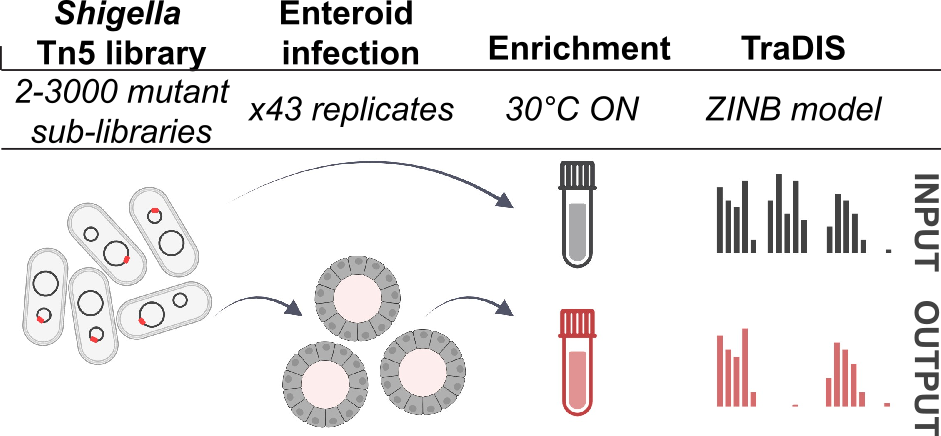 Shigella
Tn5 library
Enteroid
infection
Enrichment
TraDIS
2-3000 mutant
sub-libraries
x43 replicates
30°C ON
ZINB model
INPUT
OUTPUT